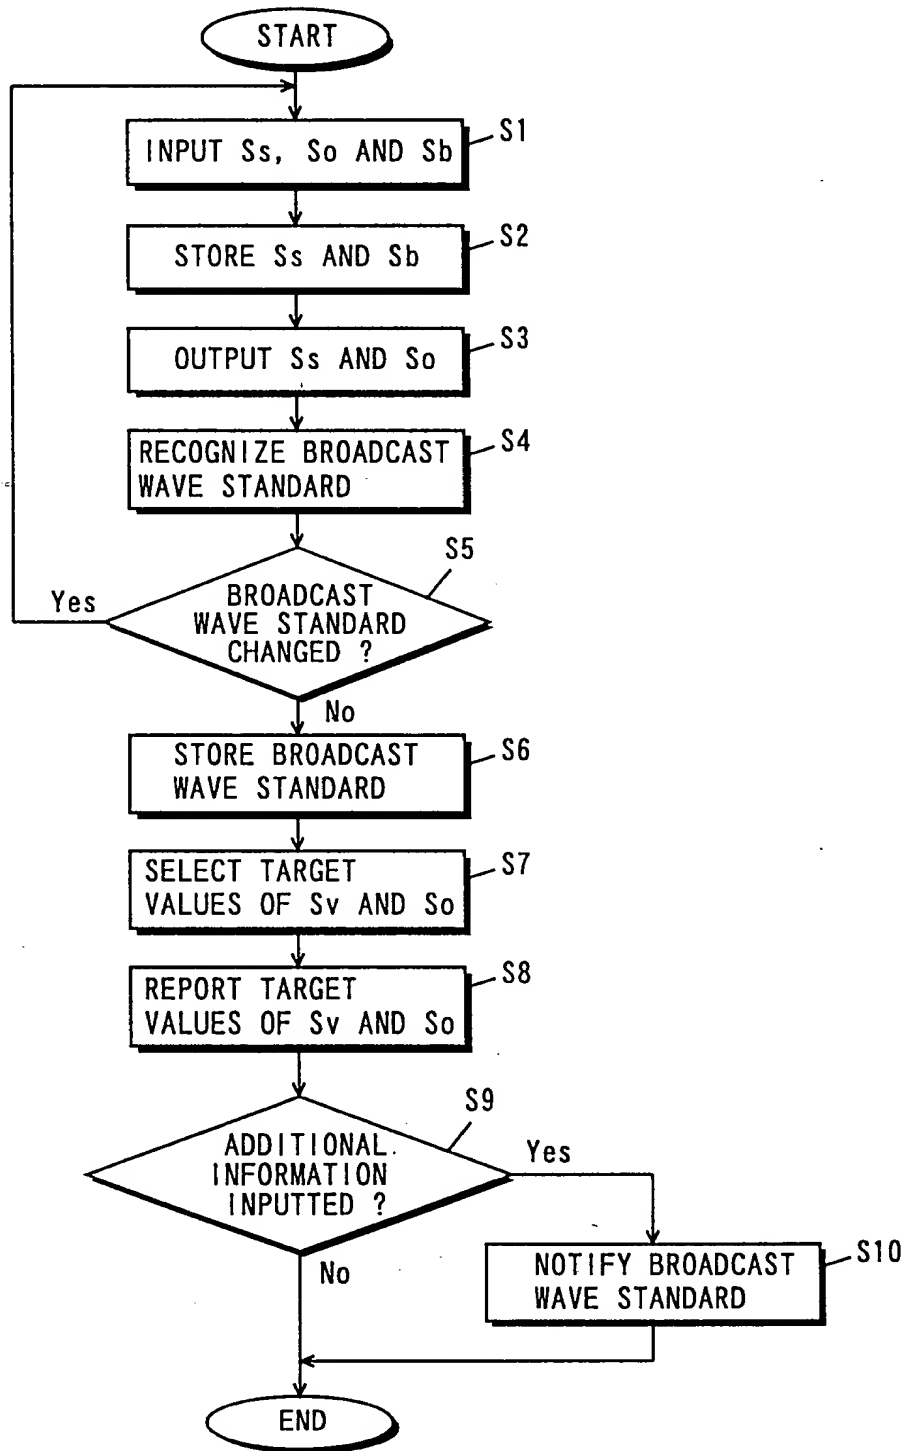 START
INPUT Ss, So AND Sb
S1
STORE Ss AND Sb
S2
OUTPUT Ss AND So
S3
RECOGNIZE BROADCAST
WAVE STANDARD
S4
BROADCAST
WAVE STANDARD
CHANGED ?
S5
Yes
No
STORE BROADCAST
WAVE STANDARD
S6
SELECT TARGET
VALUES OF Sv AND So
S7
REPORT TARGET
VALUES OF Sv AND So
S8
ADDITIONAL
INFORMATION
INPUTTED ?
S9
Yes
No
NOTIFY BROADCAST
WAVE STANDARD
S10
END